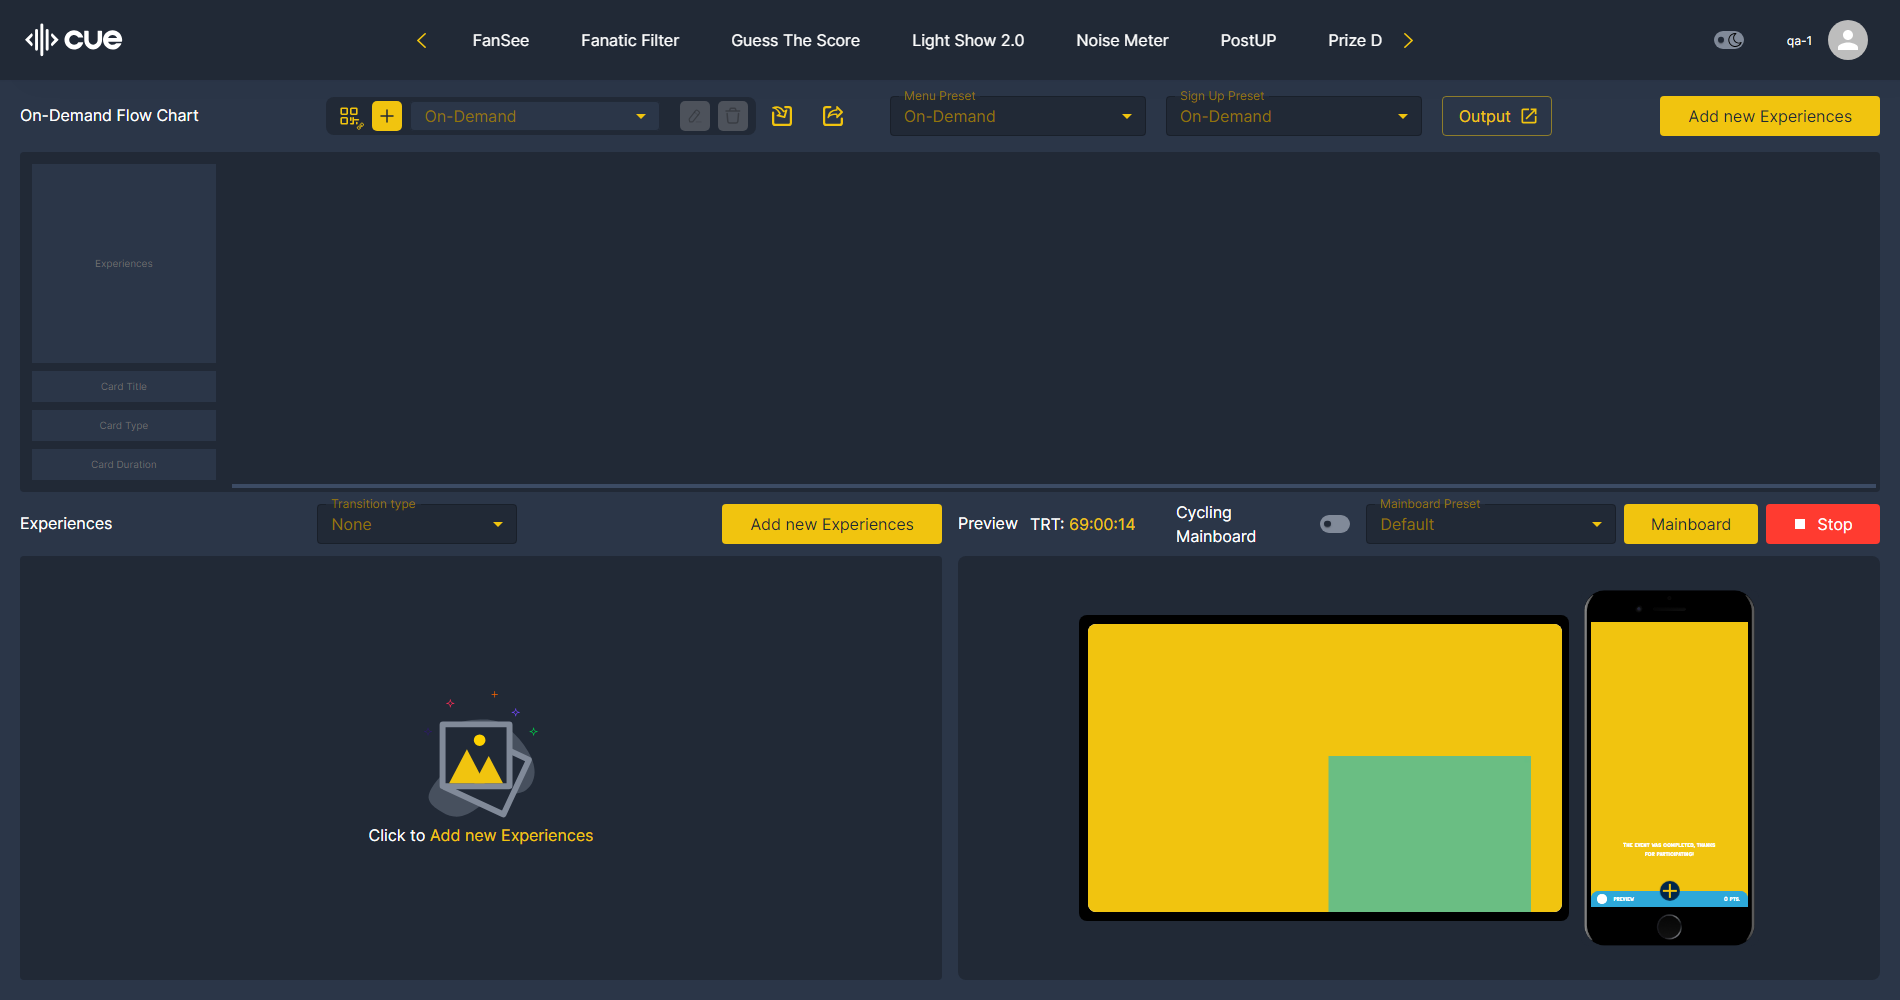 cue
FanSee
Fanatic Filter
Guess The Score
Light Show 2.0
Noise Meter
PostUP
Prize D
qa-1
On-Demand Flow Chart
On-Demand
Menu Preset
On-Demand
Sign Up Preset
On-Demand
Output
Add new Experiences
Experiences
Card Title
Card Type
Card Duration
Experiences
Transition type
None
Add new Experiences
Preview
TRT: 69:00:14
Cycling
Mainboard
Mainboard Preset
Default
Mainboard
Stop
Click to Add new Experiences
THE EVENT WAS COMPLETED, THANKS
FOR PARTICIPATING!
PREVIEW
0 PTS.